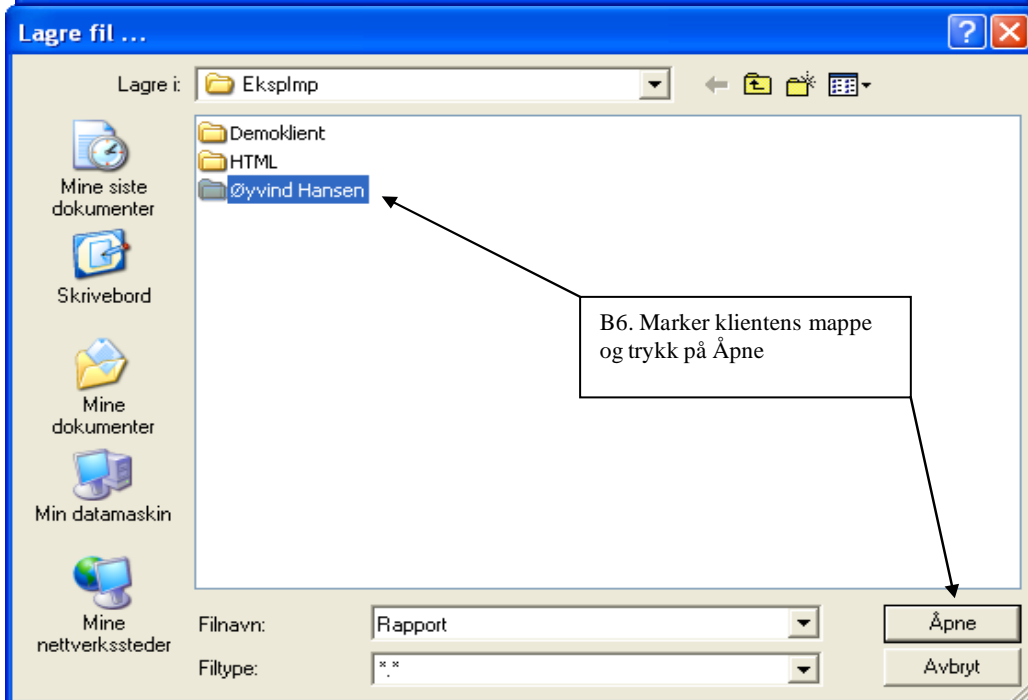 Lagre fil ...
Lagre i:
EkspImp
Mine siste
dokumenter
Skrivebord
Mine
dokumenter
Min datamaskin
Mine
nettverkssteder
Demoklient
HTML
Øyvind Hansen
B6. Marker klientens mappe
og trykk på Åpne
Filnavn:
Rapport
Åpne
Filtype:
*.*
Avbryt